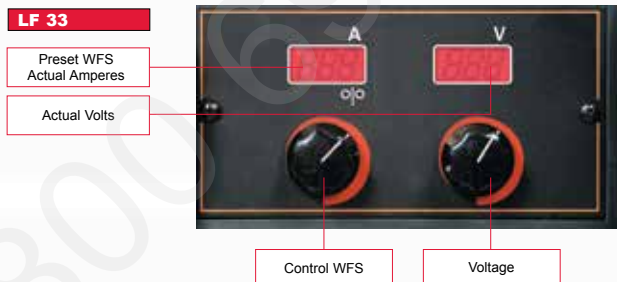 LF 33
Preset WFS
Actual Amperes
Actual Volts
A
V
Control WFS
Voltage